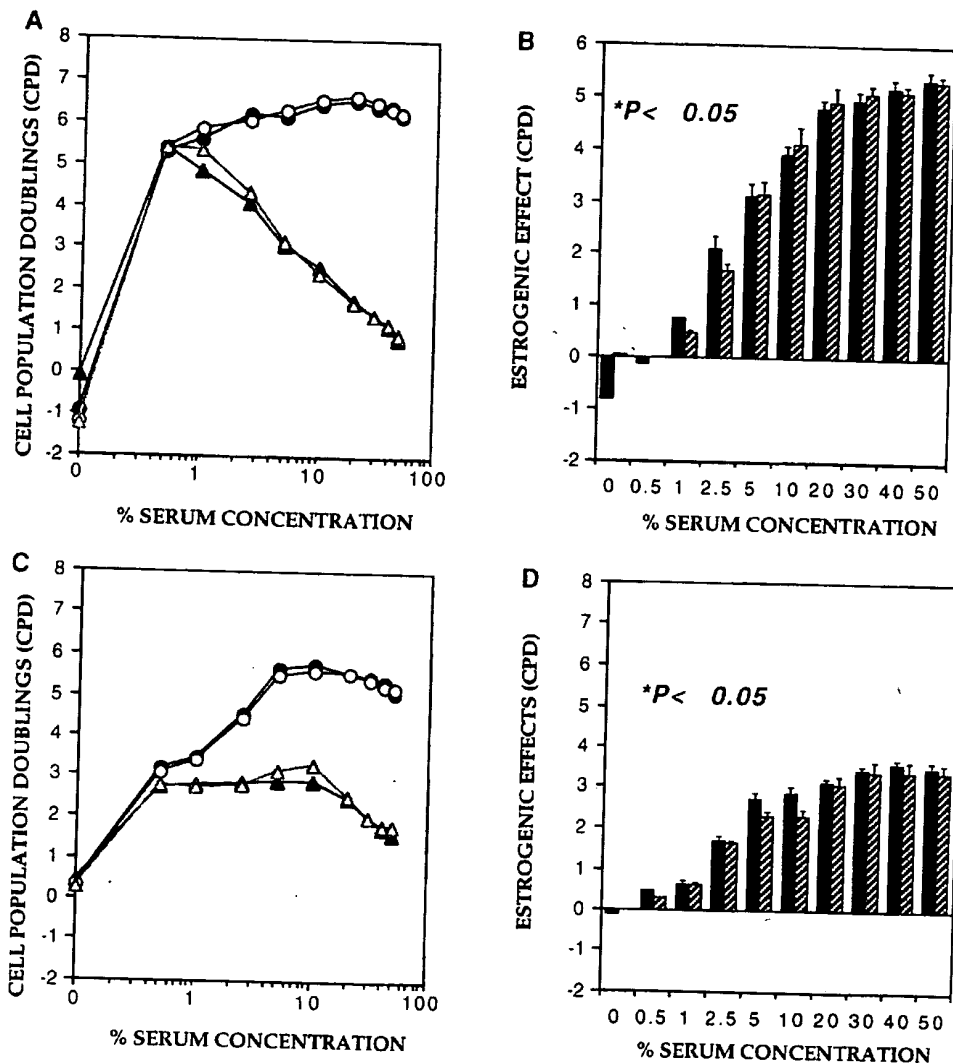 A
CELL POPULATION DOUBLINGS (CPD)
8
7
6
5
4
3
2
1
0
-1
-2
0 1 10 100
% SERUM CONCENTRATION
B
ESTROGENIC EFFECT (CPD)
6
5
4
3
2
1
0
-1
-2
*P< 0.05
0 0.5 1 2.5 5 10 20 30 40 50
% SERUM CONCENTRATION
C
CELL POPULATION DOUBLINGS (CPD)
8
7
6
5
4
3
2
1
0
-1
-2
0 1 10 100
% SERUM CONCENTRATION
D
ESTROGENIC EFFECTS (CPD)
8
7
6
5
4
3
2
1
0
-1
-2
*P< 0.05
0 0.5 1 2.5 5 10 20 30 40 50
% SERUM CONCENTRATION